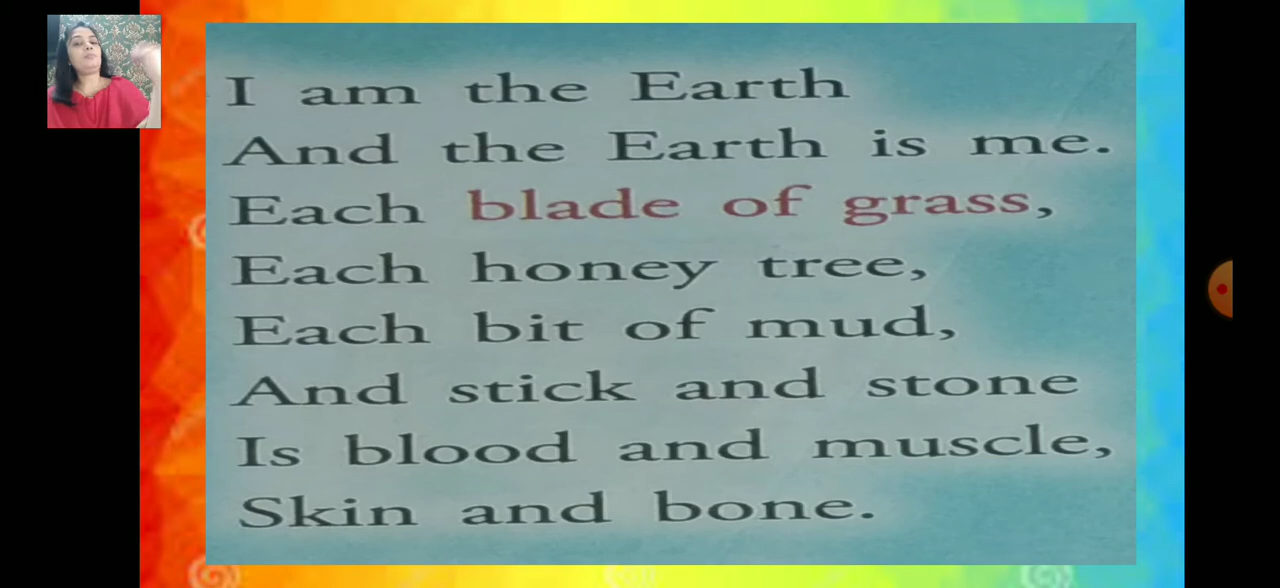 I am the Earth
And the Earth is me.
Each blade of grass,
Each honey tree,
Each bit of mud,
And stick and stone
Is blood and muscle,
Skin and bone.